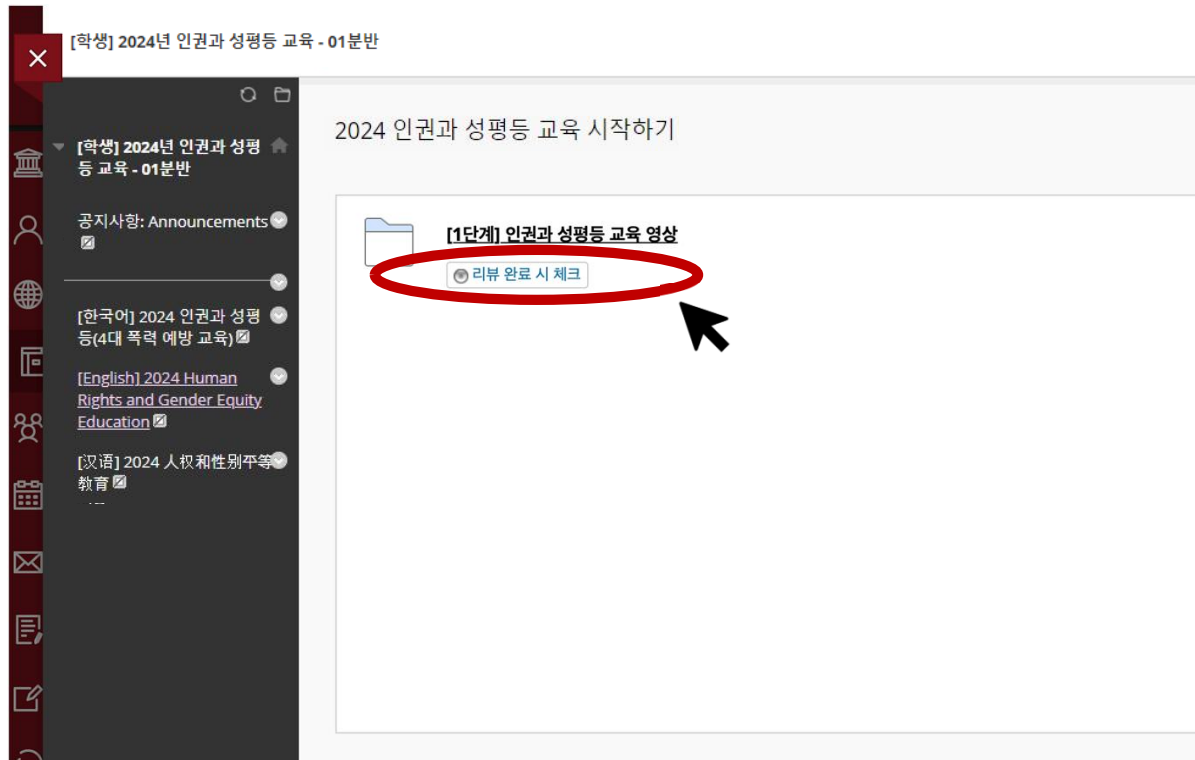 [학생] 2024년 인권과 성평등 교육 - 01분반
[학생] 2024년 인권과 성평
등 교육 - 01분반
공지사항: Announcements
[한국어] 2024 인권과 성평
등(4대 폭력 예방 교육)
[English] 2024 Human
Rights and Gender Equity
Education
[汉语] 2024 人权和性别平等
教育
2024 인권과 성평등 교육 시작하기
[1단계] 인권과 성평등 교육 영상
리뷰 완료 시 체크